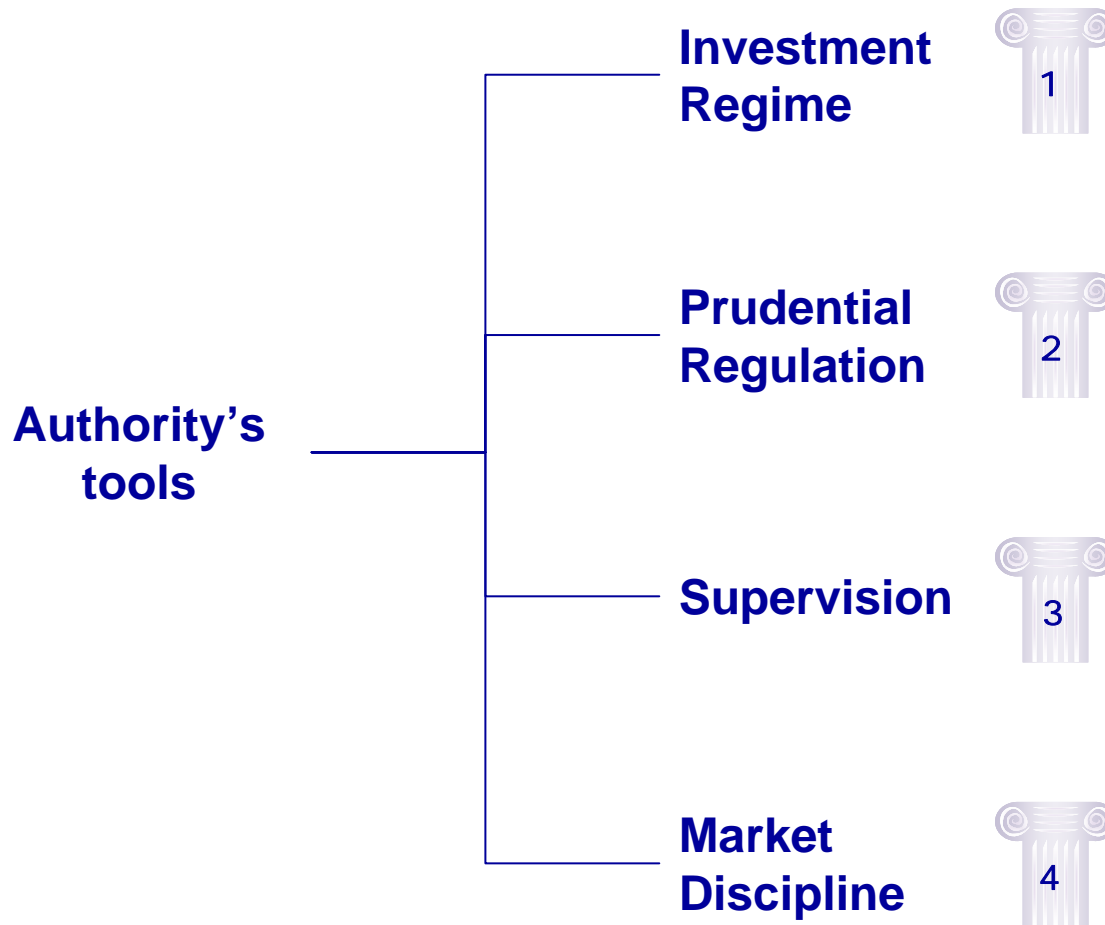 Investment
Regime
1
Prudential
Regulation
2
Authority’s
tools
Supervision
3
Market
Discipline
4